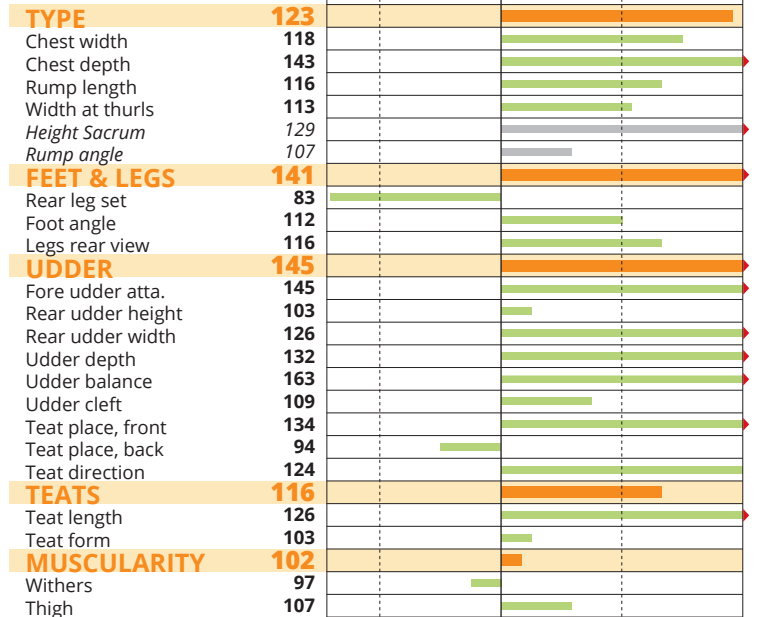 TYPE 123
Chest width 118
Chest depth 143
Rump length 116
Width at thurls 113
Height Sacrum 129
Rump angle 107
FEET & LEGS 141
Rear leg set 83
Foot angle 112
Legs rear view 116
UDDER 145
Fore udder atta. 145
Rear udder height 103
Rear udder width 126
Udder depth 132
Udder balance 163
Udder cleft 109
Teat place, front 134
Teat place, back 94
Teat direction 124
TEATS 116
Teat length 126
Teat form 103
MUSCULARITY 102
Withers 97
Thigh 107